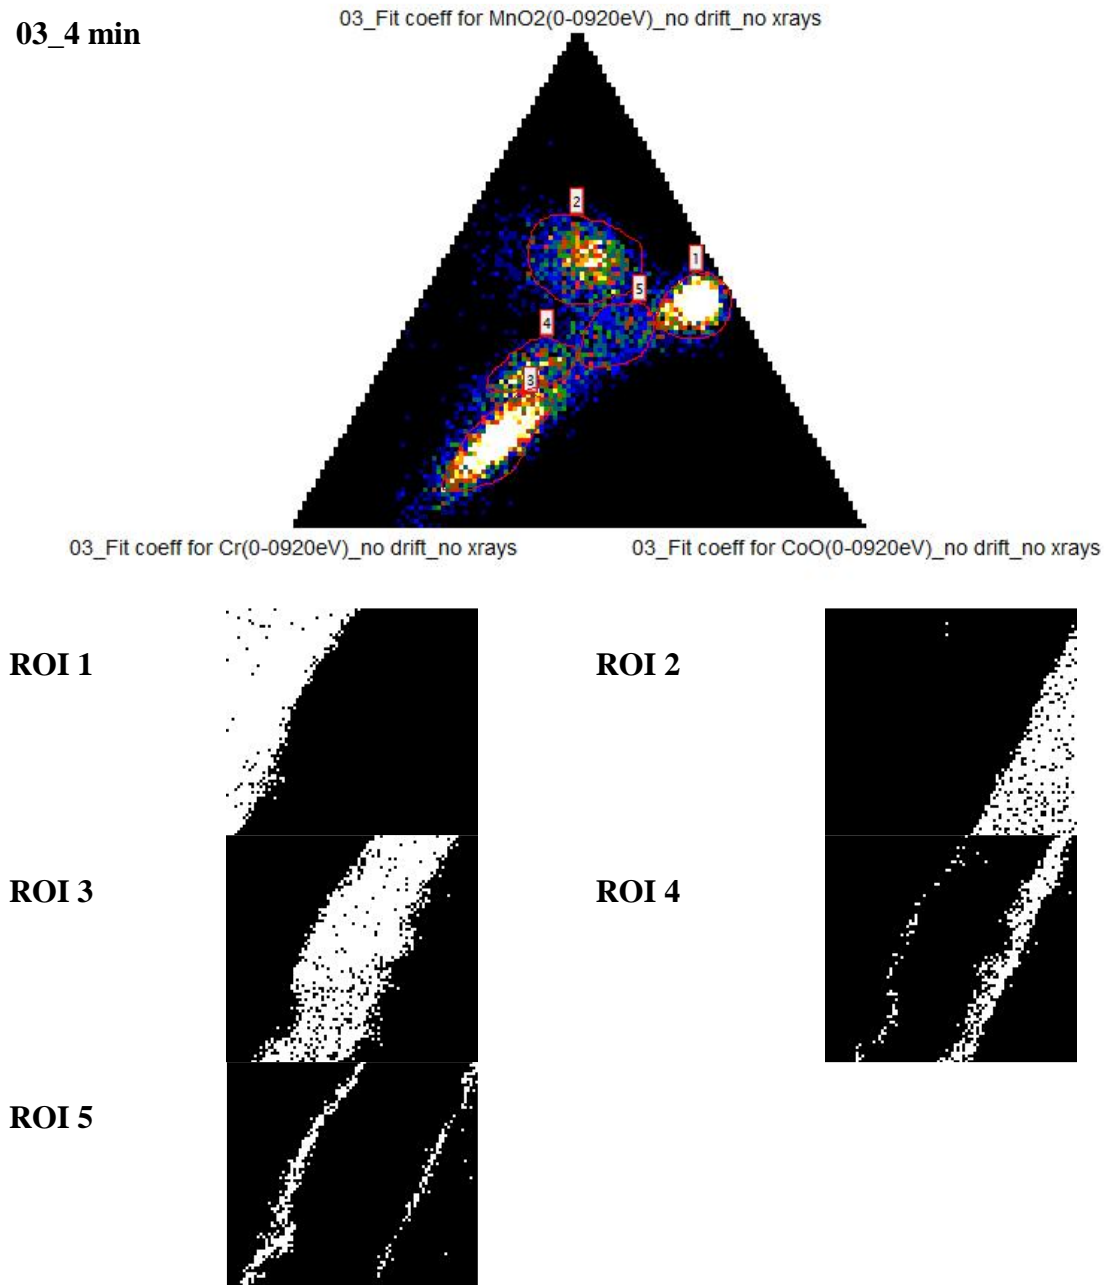 03_4 min
03_Fit coeff for MnO2(0-0920eV)_no drift_no xrays
2
1
5
4
3
03_Fit coeff for Cr(0-0920eV)_no drift_no xrays
03_Fit coeff for CoO(0-0920eV)_no drift_no xrays
ROI 1
ROI 2
ROI 3
ROI 4
ROI 5